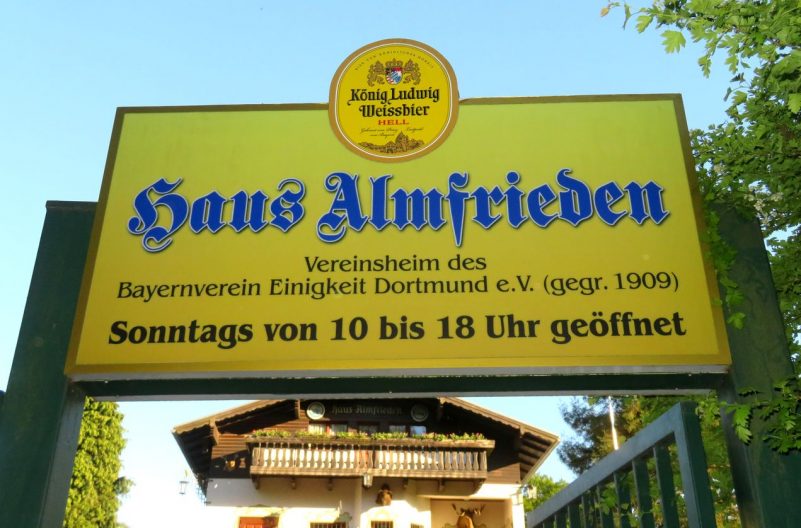 König Ludwig
Weissbier
HELL
Haus Almfrieden
Vereinsheim des
Bayernverein Einigkeit Dortmund e.V. (gegr. 1909)
Sonntags von 10 bis 18 Uhr geöffnet
Haus Almfrieden